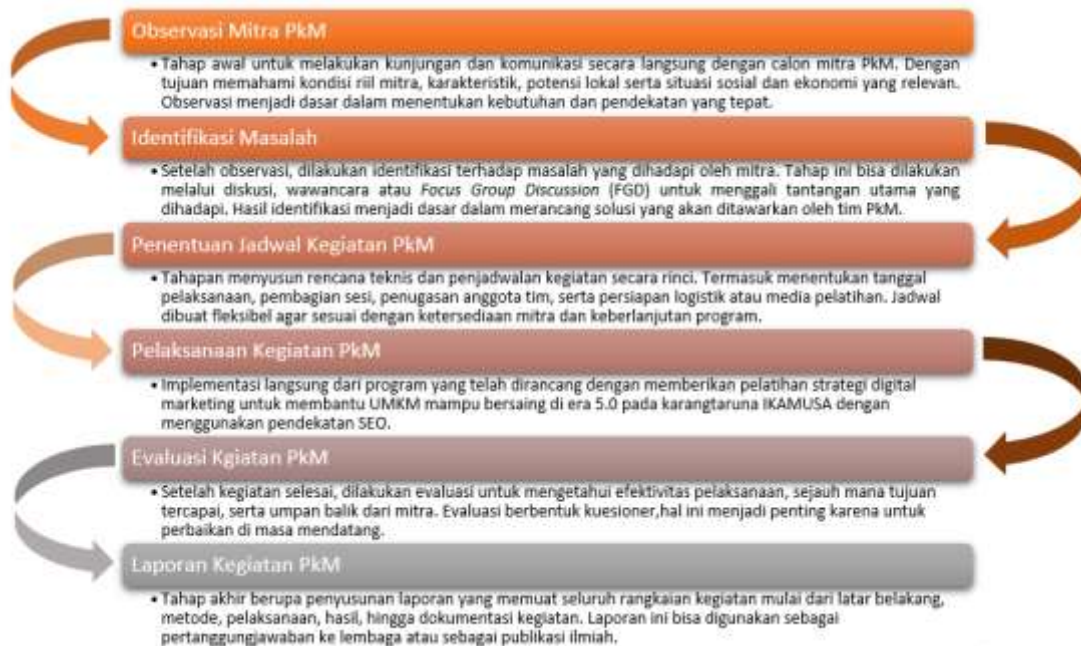 Observasi Mitra PkM
• Tahap awal untuk melakukan kunjungan dan komunikasi secara langsung dengan calon mitra PkM. Dengan
tujuan memahami kondisi riil mitra, karakteristik, potensi lokal serta situasi sosial dan ekonomi yang relevan.
Observasi menjadi dasar dalam menentukan kebutuhan dan pendekatan yang tepat.
Identifikasi Masalah
• Setelah observasi, dilakukan identifikasi terhadap masalah yang dihadapi oleh mitra. Tahap ini bisa dilakukan
melalui diskusi, wawancara atau Focus Group Discussion (FGD) untuk menggali tantangan utama yang
dihadapi. Hasil identifikasi menjadi dasar dalam merancang solusi yang akan ditawarkan oleh tim PkM.
Penentuan Jadwal Kegiatan PkM
• Tahapan menyusun rencana teknis dan penjadwalan kegiatan secara rinci. Termasuk menentukan tanggal
pelaksanaan, pembagian sesi, penugasan anggota tim, serta persiapan logistik atau media pelatihan. Jadwal
dibuat fleksibel agar sesuai dengan ketersediaan mitra dan keberlanjutan program.
Pelaksanaan Kegiatan PkM
• Implementasi langsung dari program yang telah dirancang dengan memberikan pelatihan strategi digital
marketing untuk membantu UMKM mampu bersaing di era 5.0 pada karangtaruna IKAMUSA dengan
menggunakan pendekatan SEO.
Evaluasi Kgiatan PkM
• Setelah kegiatan selesai, dilakukan evaluasi untuk mengetahui efektivitas pelaksanaan, sejauh mana tujuan
tercapai, serta umpan balik dari mitra. Evaluasi berbentuk kuesioner,hal ini menjadi penting karena untuk
perbaikan di masa mendatang.
Laporan Kegiatan PkM
• Tahap akhir berupa penyusunan laporan yang memuat seluruh rangkaian kegiatan mulai dari latar belakang,
metode, pelaksanaan, hasil, hingga dokumentasi kegiatan. Laporan ini bisa digunakan sebagai
pertanggungjawaban ke lembaga atau sebagai publikasi ilmiah.